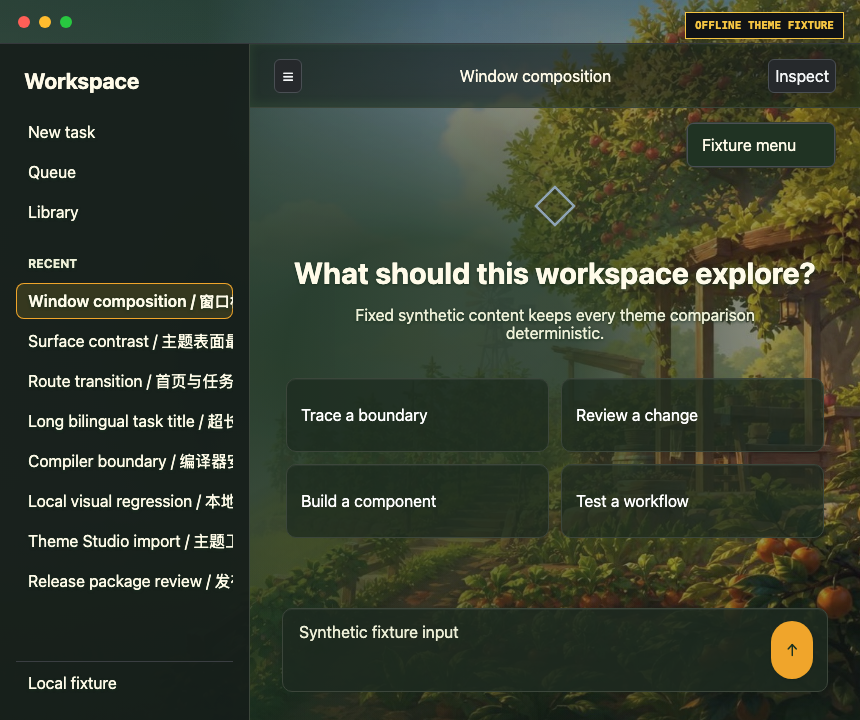 OFFLINE THEME FIXTURE
Workspace
New task
Queue
Library
RECENT
Window composition / 窗口
Surface contrast / 主题表面
Route transition / 首页与任务
Long bilingual task title / 超长
Compiler boundary / 编译器
Local visual regression / 本地
Theme Studio import / 主题
Release package review / 发
Local fixture
Window composition
Inspect
Fixture menu
What should this workspace explore?
Fixed synthetic content keeps every theme comparison
deterministic.
Trace a boundary
Review a change
Build a component
Test a workflow
Synthetic fixture input